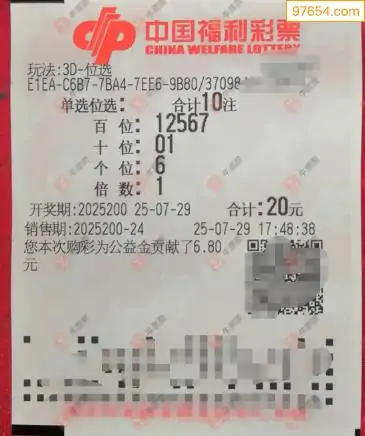 97654.com
中国福利彩票
CHINA WELFARE LOTTERY
玩法:3D-位选
E1EA-C6B7-7BA4-7EE6-9B80/37098
单选位选: 合计10注
百 位: 12567
十 位: 01
个 位: 6
倍 数: 1
开奖期:2025200 25-07-29 合计:20元
销售期:2025200-24 25-07-29 17:48:38
您本次购彩为公益金贡献了6.80
元